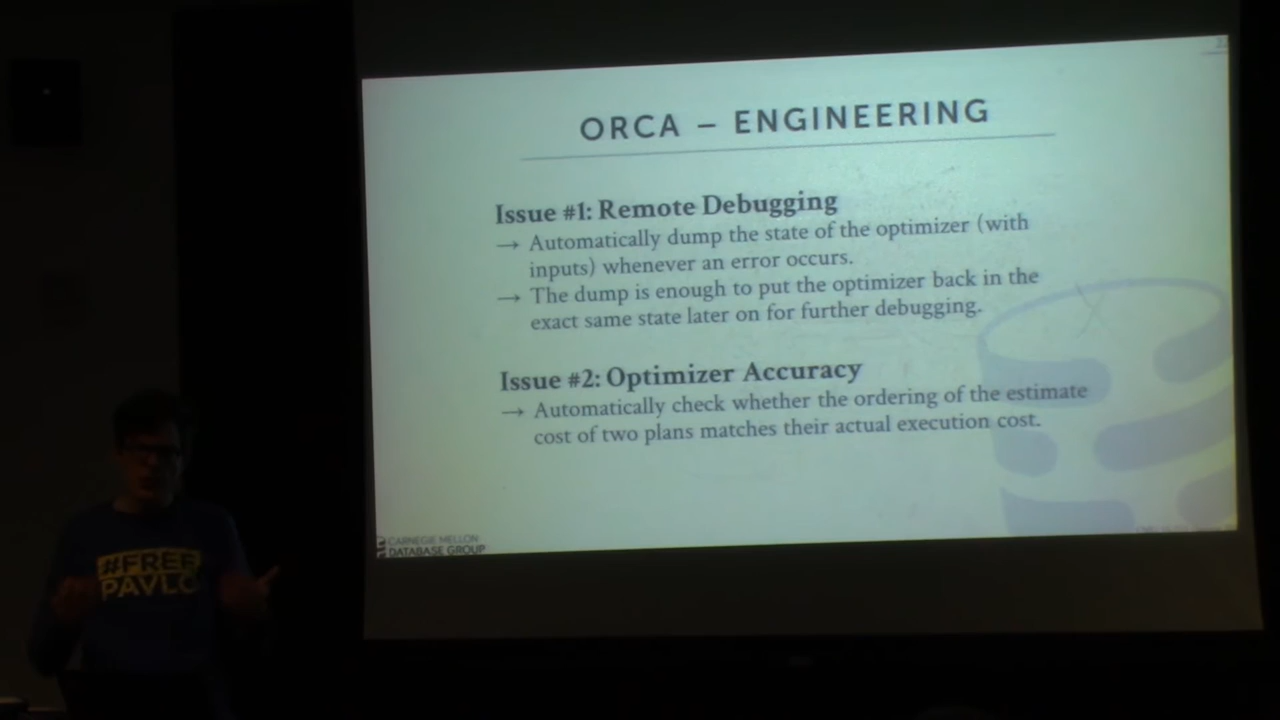 ORCA – ENGINEERING
Issue #1: Remote Debugging
→ Automatically dump the state of the optimizer (with
inputs) whenever an error occurs.
→ The dump is enough to put the optimizer back in the
exact same state later on for further debugging.
Issue #2: Optimizer Accuracy
→ Automatically check whether the ordering of the estimate
cost of two plans matches their actual execution cost.
CARNEGIE MELLON
DATABASE GROUP
#FREE
PAVLO